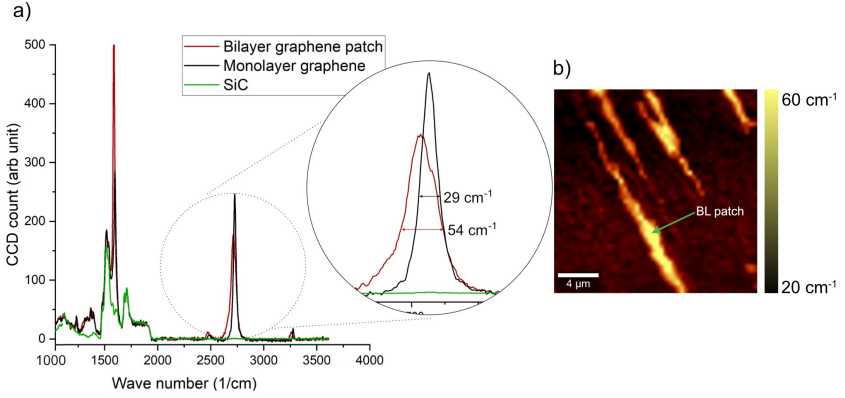 a)
500
400
300
200
100
0
CCD count (arb unit)
1000
1500
2000
2500
3000
3500
4000
Wave number (1/cm)
Bilayer graphene patch
Monolayer graphene
SiC
29 cm-1
54 cm-1
b)
BL patch
4 µm
60 cm-1
20 cm-1